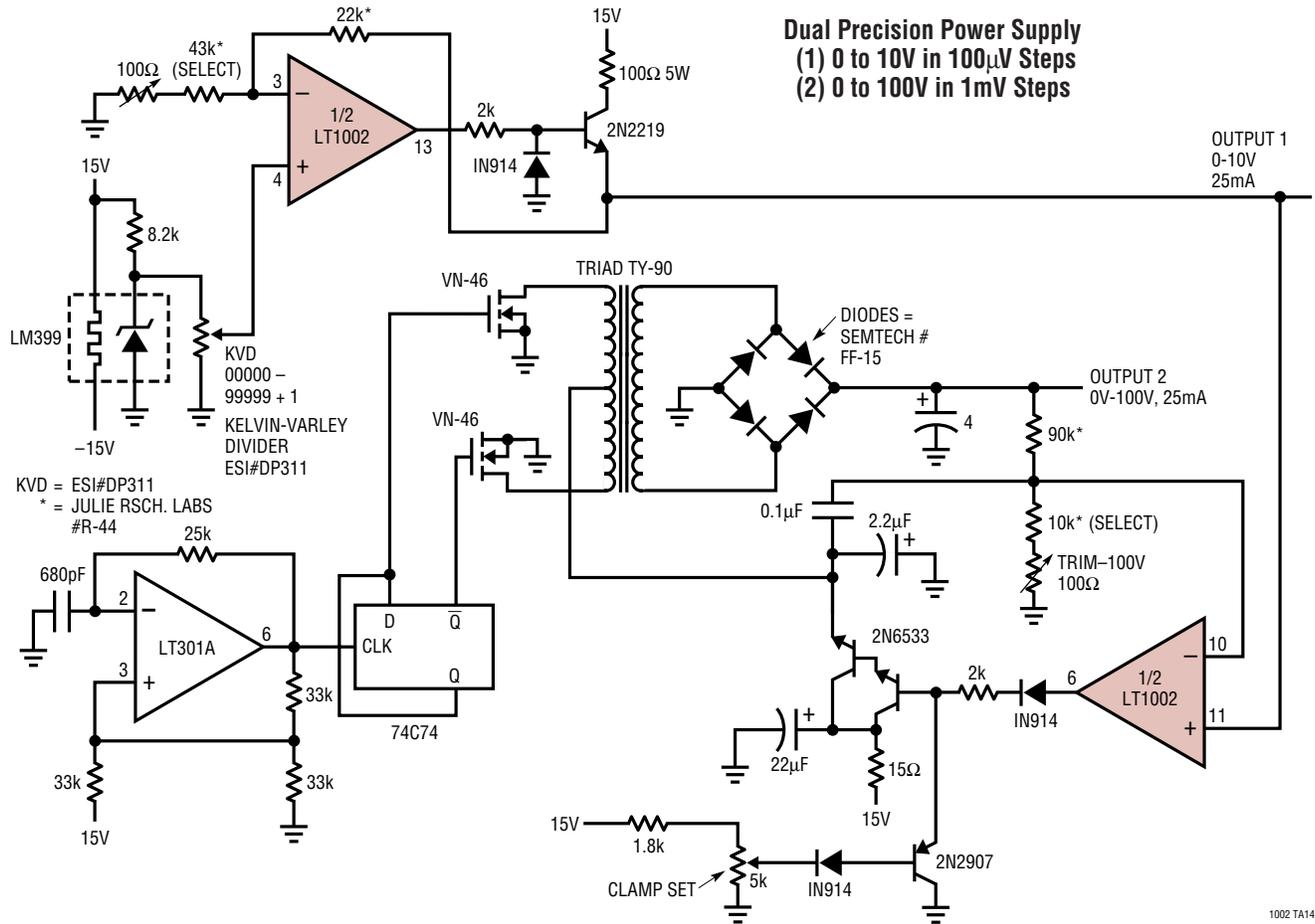 Dual Precision Power Supply
(1) 0 to 10V in 100μV Steps
(2) 0 to 100V in 1mV Steps
22k*
15V
43k*
(SELECT)
100Ω
100Ω 5W
3
−
1/2
LT1002
2k
2N2219
13
IN914
+
4
OUTPUT 1
0-10V
25mA
15V
8.2k
LM399
–15V
KVD
00000 –
99999 + 1
KELVIN-VARLEY
DIVIDER
ESI#DP311
VN-46
TRIAD TY-90
DIODES =
SEMTECH #
FF-15
VN-46
OUTPUT 2
0V-100V, 25mA
+
4
90k*
KVD = ESI#DP311
* = JULIE RSCH. LABS
#R-44
0.1μF
2.2μF
+
10k* (SELECT)
TRIM–100V
100Ω
25k
680pF
2
−
LT301A
6
3
+
33k
33k
15V
33k
D
Q̅
CLK
Q
74C74
2N6533
2k
IN914
6
1/2
LT1002
−
10
+
11
+
22μF
15Ω
15V
15V
1.8k
5k
CLAMP SET
IN914
2N2907
1002 TA14